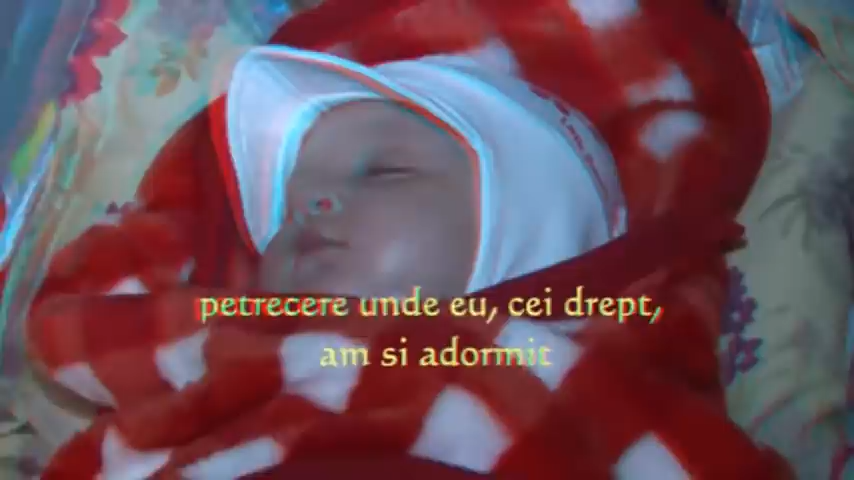 petrecere unde eu, cei drept,
am si adormit